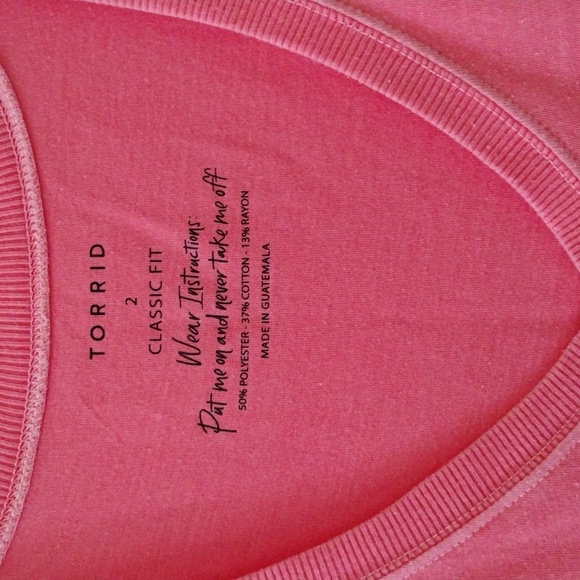 TORRID
2
CLASSIC FIT
Wear Instructions:
Put me on and never take me off
50% POLYESTER - 37% COTTON - 13% RAYON
MADE IN GUATEMALA